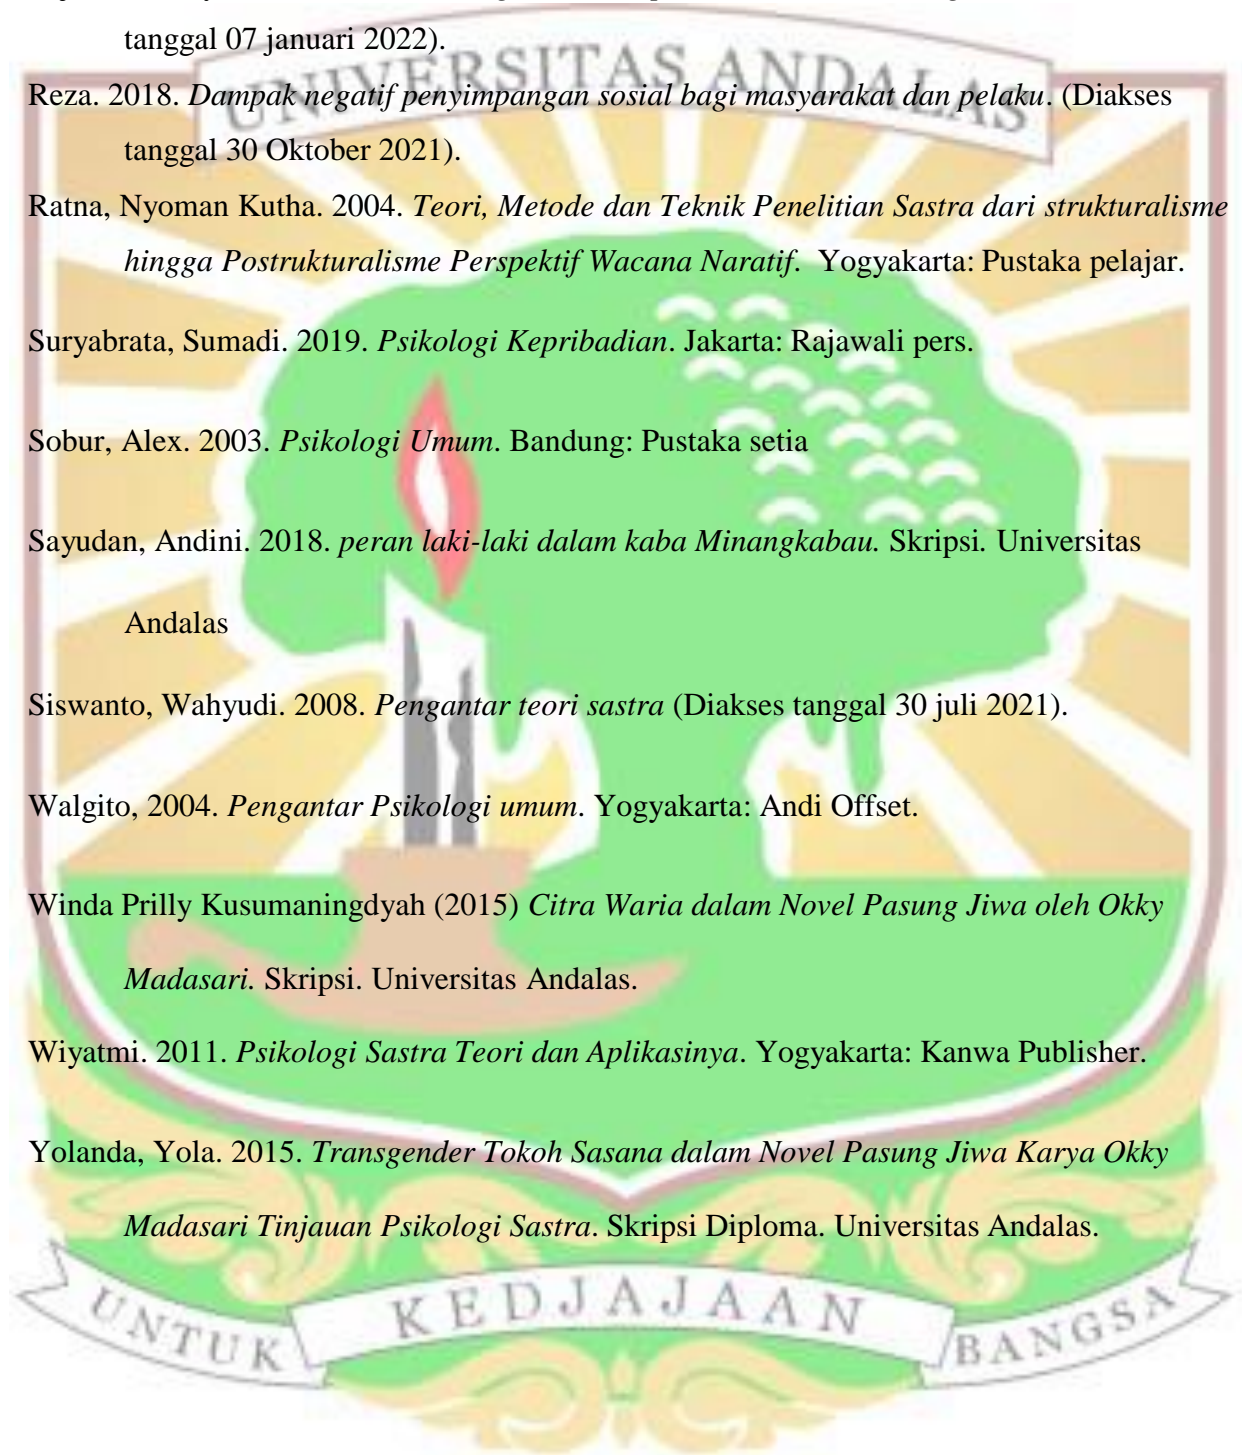 tanggal 07 januari 2022).
UNIVERSITAS ANDALAS
Reza. 2018. Dampak negatif penyimpangan sosial bagi masyarakat dan pelaku. (Diakses
tanggal 30 Oktober 2021).
Ratna, Nyoman Kutha. 2004. Teori, Metode dan Teknik Penelitian Sastra dari strukturalisme
hingga Postrukturalisme Perspektif Wacana Naratif. Yogyakarta: Pustaka pelajar.
Suryabrata, Sumadi. 2019. Psikologi Kepribadian. Jakarta: Rajawali pers.
Sobur, Alex. 2003. Psikologi Umum. Bandung: Pustaka setia
Sayudan, Andini. 2018. peran laki-laki dalam kaba Minangkabau. Skripsi. Universitas
Andalas
Siswanto, Wahyudi. 2008. Pengantar teori sastra (Diakses tanggal 30 juli 2021).
Walgito, 2004. Pengantar Psikologi umum. Yogyakarta: Andi Offset.
Winda Prilly Kusumaningdyah (2015) Citra Waria dalam Novel Pasung Jiwa oleh Okky
Madasari. Skripsi. Universitas Andalas.
Wiyatmi. 2011. Psikologi Sastra Teori dan Aplikasinya. Yogyakarta: Kanwa Publisher.
Yolanda, Yola. 2015. Transgender Tokoh Sasana dalam Novel Pasung Jiwa Karya Okky
Madasari Tinjauan Psikologi Sastra. Skripsi Diploma. Universitas Andalas.
UNTUK KEDJAJAAN BANGSA